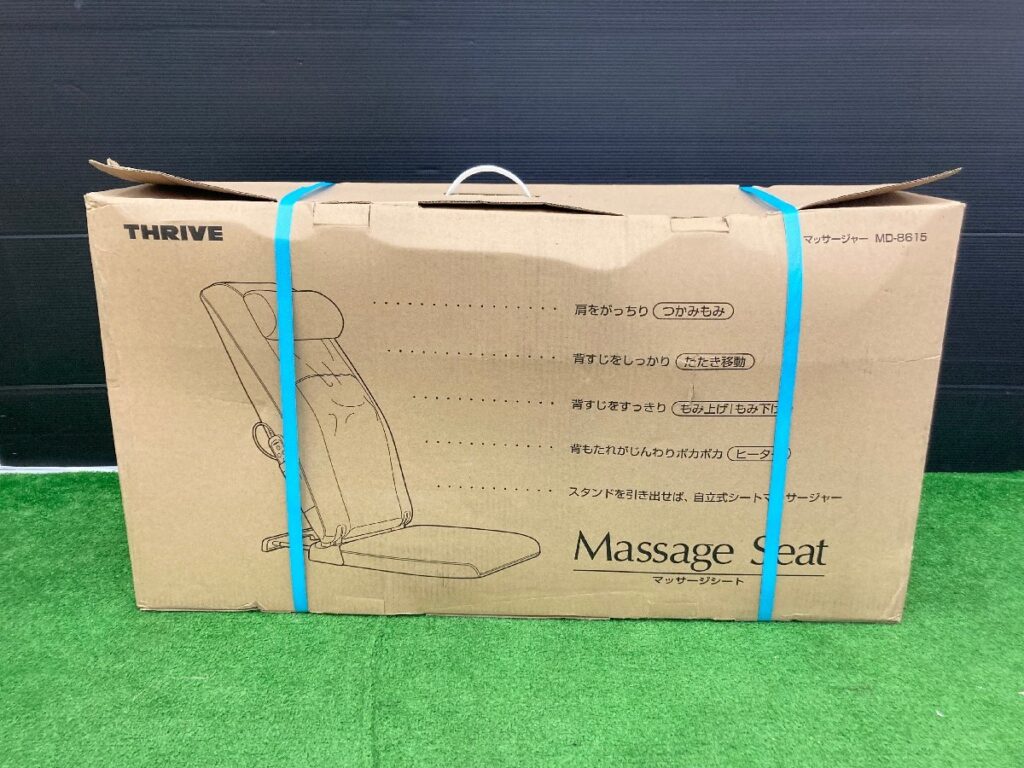 THRIVE
マッサージャー MD-8615
肩をがっちり つかみもみ
背すじをしっかり たたき移動
背すじをすっきり もみ上げ|もみ下げ
背もたれがじんわりポカポカ ヒーター
スタンドを引き出せば、自立式シートマッサージャー
Massage Seat
マッサージシート